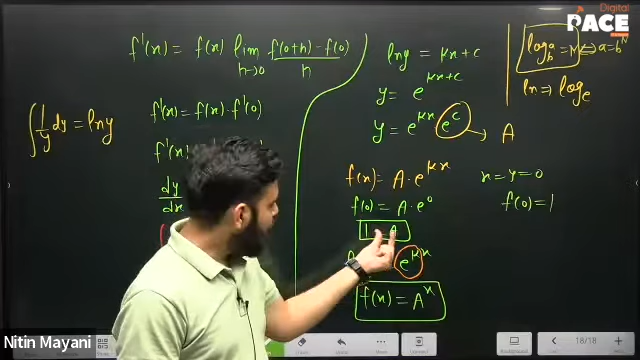 Digital
PACE
f'(x) = f(x) lim h→0 f(0+h) - f(0) / h
f'(x) = f(x) · f'(0)
f'(x)
dy/dx
∫ 1/y dy = lny
lny = kx + c
y = e^(kx+c)
y = e^(kx) e^c → A
f(x) = A · e^(kx)
f(0) = A · e^0
e^(kx)
f(x) = A^x
x = y = 0
f(0) = 1
ln ⇒ log_e
Nitin Mayani
Background
18/18